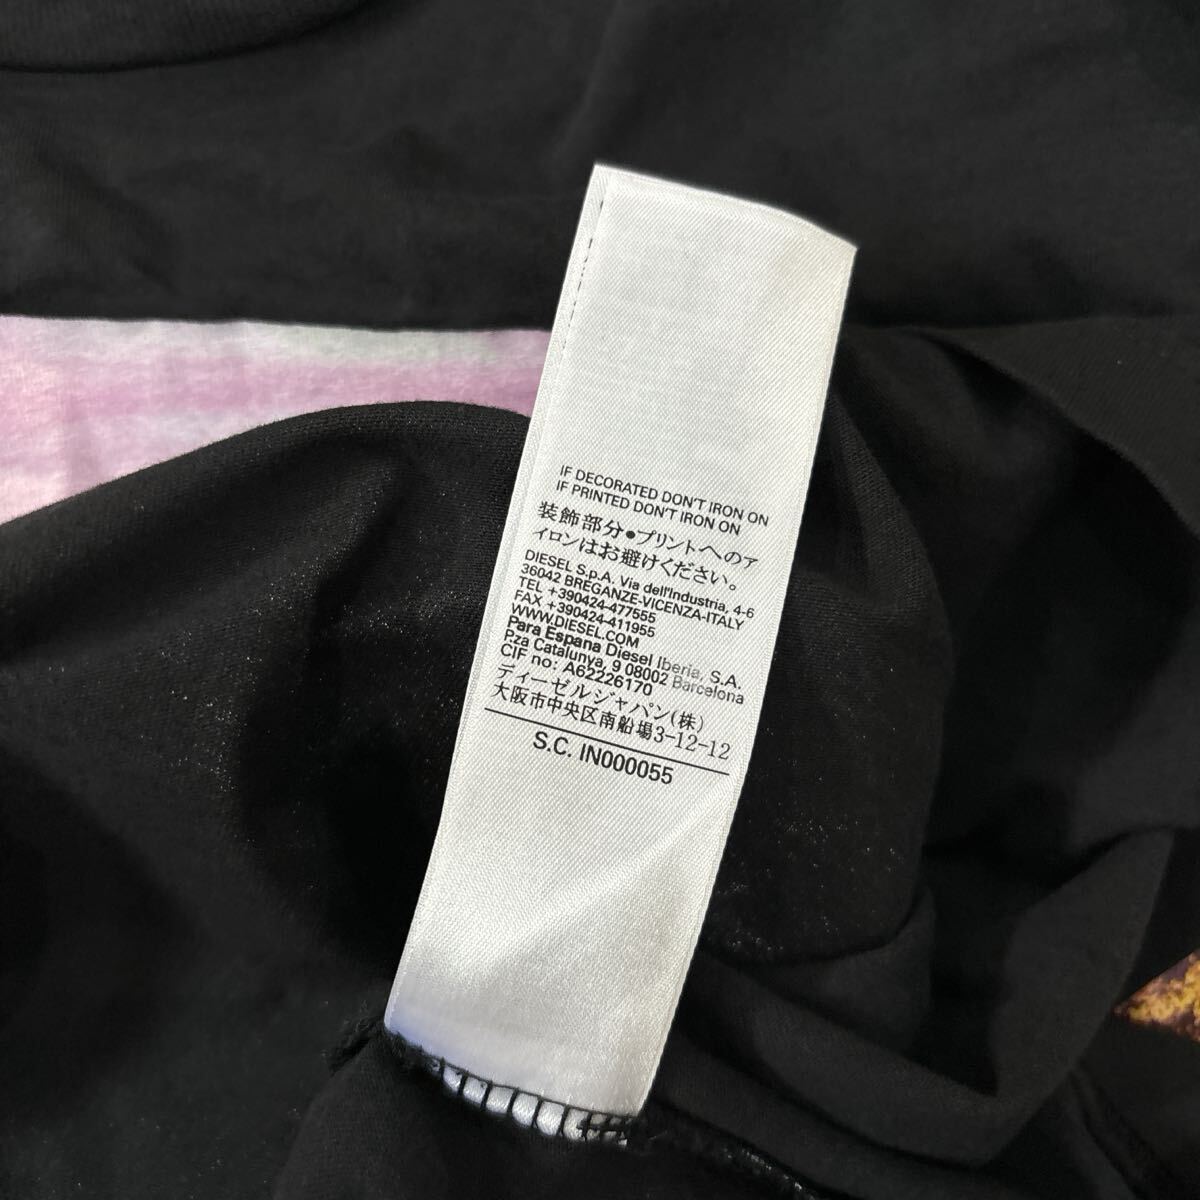 IF DECORATED DON'T IRON ON
IF PRINTED DON'T IRON ON
装飾部分●プリントへのア
イロンはお避けください。
DIESEL S.p.A. Via dell'Industria, 4-6
36042 BREGANZE-VICENZA-ITALY
TEL +390424-477555
FAX +390424-411955
WWW.DIESEL.COM
Para Espana Diesel Iberia, S.A.
P.za Catalunya, 9 08002 Barcelona
CIF no: A62226170
ディーゼルジャパン(株)
大阪市中央区南船場3-12-12
S.C. IN000055